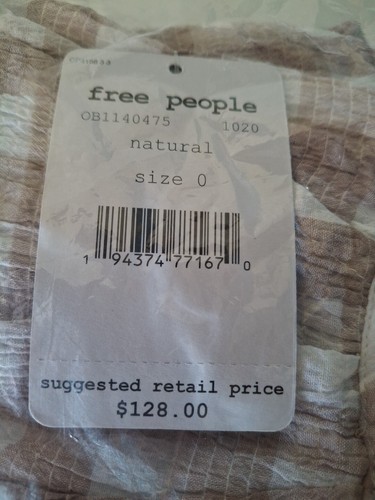 free people
OB1140475 1020
natural
size 0
1 94374 77167 0
suggested retail price
$128.00